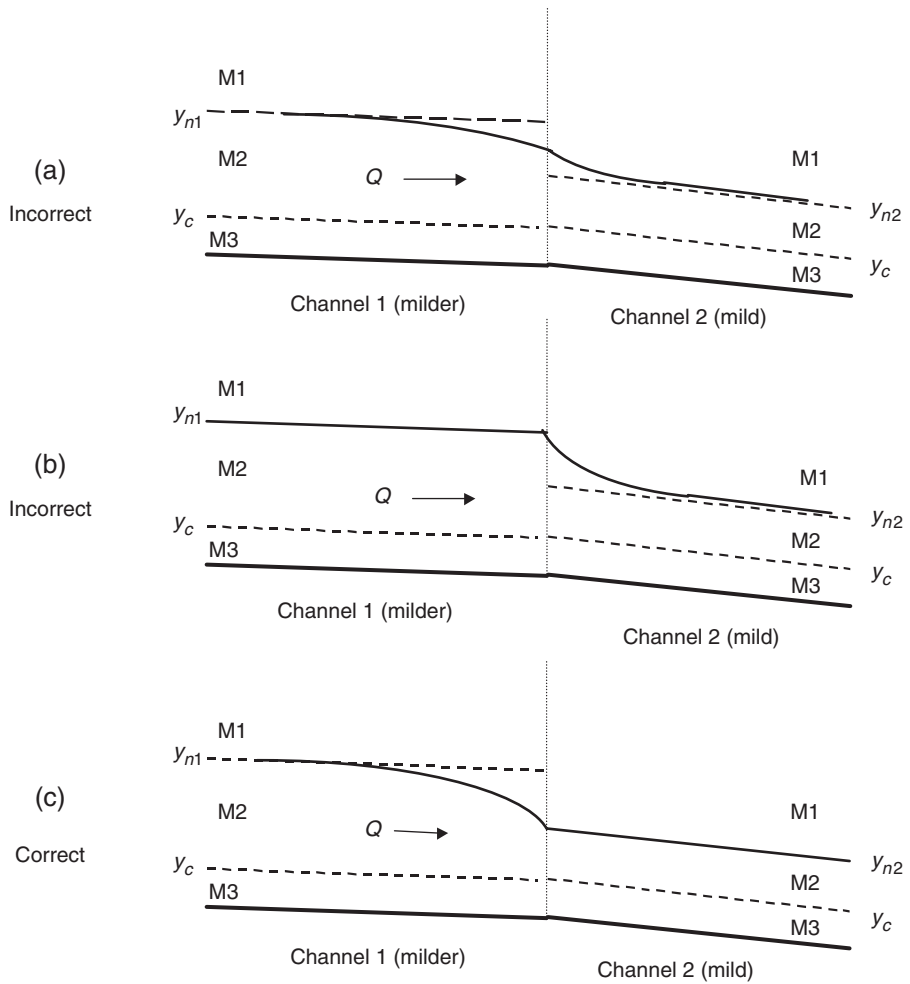 M1
yn1
M2
(a)
Q
M1
Incorrect
yc
yn2
M2
M3
yc
M3
Channel 1 (milder)
Channel 2 (mild)
M1
yn1
(b)
M2
M1
Q
Incorrect
yn2
yc
M2
M3
yc
M3
Channel 1 (milder)
Channel 2 (mild)
M1
yn1
(c)
M2
M1
Q
Correct
yc
yn2
M2
M3
yc
M3
Channel 1 (milder)
Channel 2 (mild)